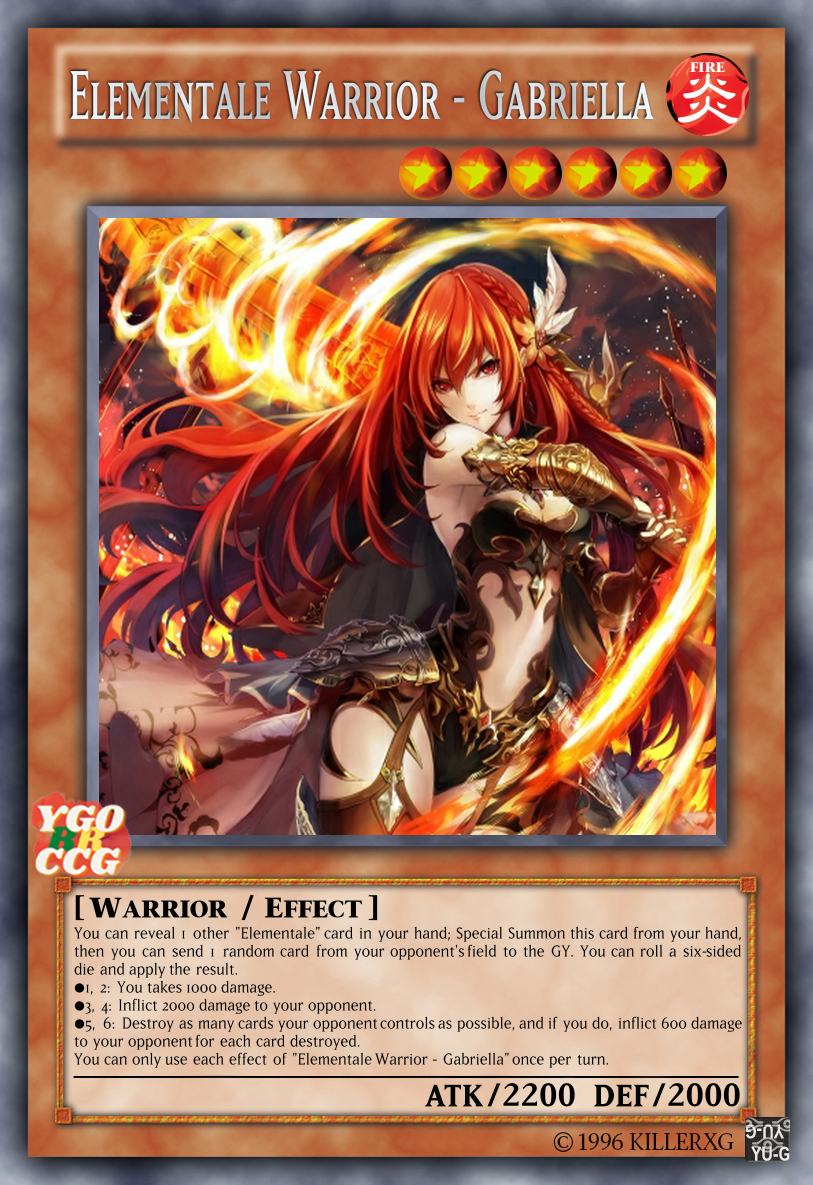 Elementale Warrior - Gabriella
FIRE
炎
YGO
RR
CCG
[ Warrior / Effect ]
You can reveal 1 other "Elementale" card in your hand; Special Summon this card from your hand,
then you can send 1 random card from your opponent's field to the GY. You can roll a six-sided
die and apply the result.
●1, 2: You takes 1000 damage.
●3, 4: Inflict 2000 damage to your opponent.
●5, 6: Destroy as many cards your opponent controls as possible, and if you do, inflict 600 damage
to your opponent for each card destroyed.
You can only use each effect of "Elementale Warrior - Gabriella" once per turn.
ATK/2200 DEF/2000
© 1996 KILLERXG
YU-G
YU-G